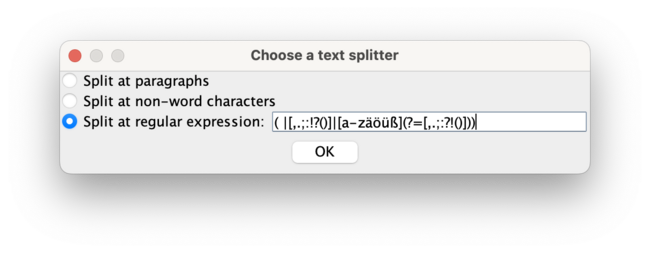 Choose a text splitter
Split at paragraphs
Split at non-word characters
Split at regular expression: ( |[,.;:!?()]|[a-zäöüß](?=[,.;:?!()]))
OK